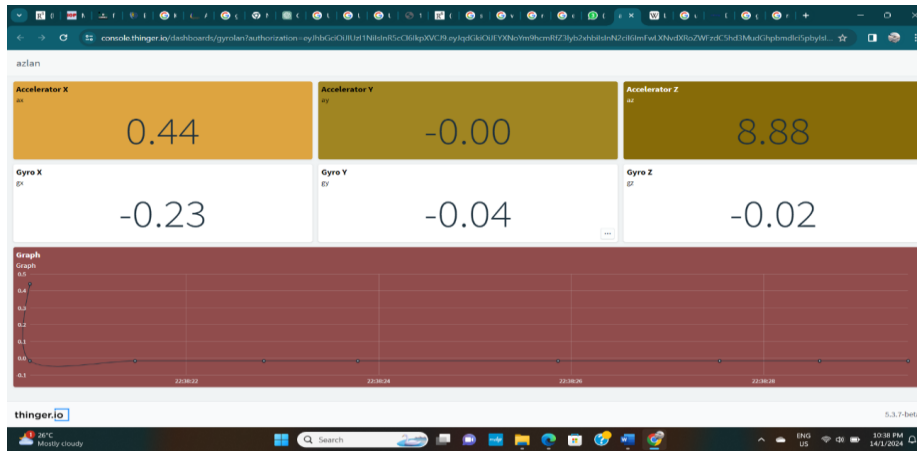 console.thinger.io/dashboards/gyrolan?authorization=
azlan
Accelerator X
ax
0.44
Accelerator Y
ay
-0.00
Accelerator Z
az
8.88
Gyro X
gx
-0.23
Gyro Y
gy
-0.04
Gyro Z
gz
-0.02
Graph
Graph
0.5
0.4
0.3
0.2
0.1
0.0
-0.1
22:38:22
22:38:24
22:38:26
22:38:28
thinger.io
5.3.7-beta
26°C
Mostly cloudy
Search
ENG
US
10:38 PM
14/1/2024